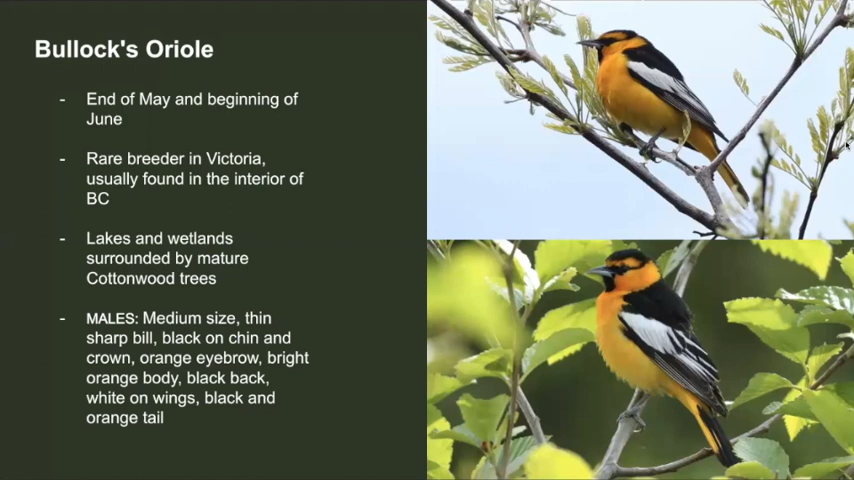 Bullock's Oriole
- End of May and beginning of
June
- Rare breeder in Victoria,
usually found in the interior of
BC
- Lakes and wetlands
surrounded by mature
Cottonwood trees
- MALES: Medium size, thin
sharp bill, black on chin and
crown, orange eyebrow, bright
orange body, black back,
white on wings, black and
orange tail